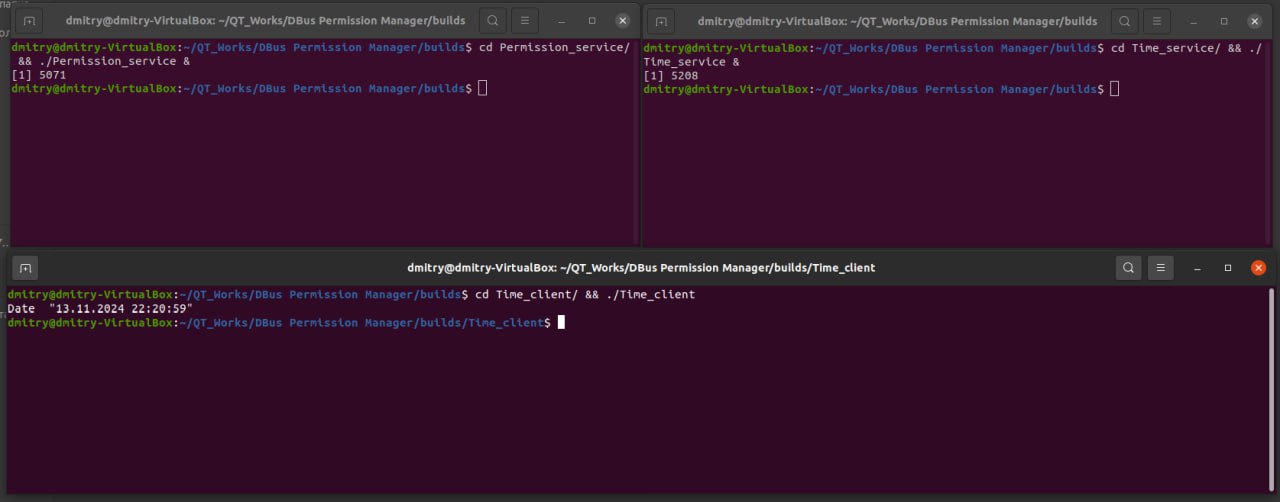 dmitry@dmitry-VirtualBox: ~/QT_Works/DBus Permission Manager/builds
dmitry@dmitry-VirtualBox:~/QT_Works/DBus Permission Manager/builds$ cd Permission_service/
 && ./Permission_service &
[1] 5071
dmitry@dmitry-VirtualBox:~/QT_Works/DBus Permission Manager/builds$
dmitry@dmitry-VirtualBox: ~/QT_Works/DBus Permission Manager/builds
dmitry@dmitry-VirtualBox:~/QT_Works/DBus Permission Manager/builds$ cd Time_service/ && ./
Time_service &
[1] 5208
dmitry@dmitry-VirtualBox:~/QT_Works/DBus Permission Manager/builds$
dmitry@dmitry-VirtualBox: ~/QT_Works/DBus Permission Manager/builds/Time_client
dmitry@dmitry-VirtualBox:~/QT_Works/DBus Permission Manager/builds$ cd Time_client/ && ./Time_client
Date  "13.11.2024 22:20:59"
dmitry@dmitry-VirtualBox:~/QT_Works/DBus Permission Manager/builds/Time_client$